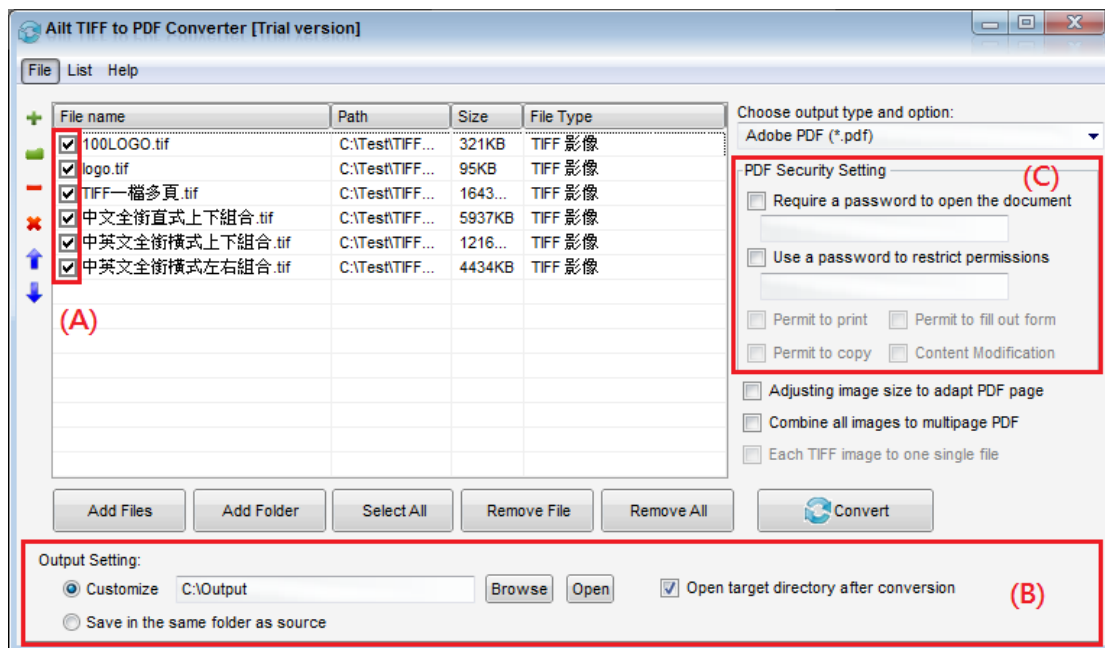 Ailt TIFF to PDF Converter [Trial version]
File List Help
File name Path Size File Type
100LOGO.tif C:\Test\TIFF... 321KB TIFF 影像
logo.tif C:\Test\TIFF... 95KB TIFF 影像
TIFF一檔多頁.tif C:\Test\TIFF... 1643... TIFF 影像
中文全銜直式上下組合.tif C:\Test\TIFF... 5937KB TIFF 影像
中英文全銜橫式上下組合.tif C:\Test\TIFF... 1216... TIFF 影像
中英文全銜橫式左右組合.tif C:\Test\TIFF... 4434KB TIFF 影像
(A)
Choose output type and option:
Adobe PDF (*.pdf)
PDF Security Setting
(C)
Require a password to open the document
Use a password to restrict permissions
Permit to print Permit to fill out form
Permit to copy Content Modification
Adjusting image size to adapt PDF page
Combine all images to multipage PDF
Each TIFF image to one single file
Add Files Add Folder Select All Remove File Remove All Convert
Output Setting:
Customize C:\Output Browse Open Open target directory after conversion
(B)
Save in the same folder as source